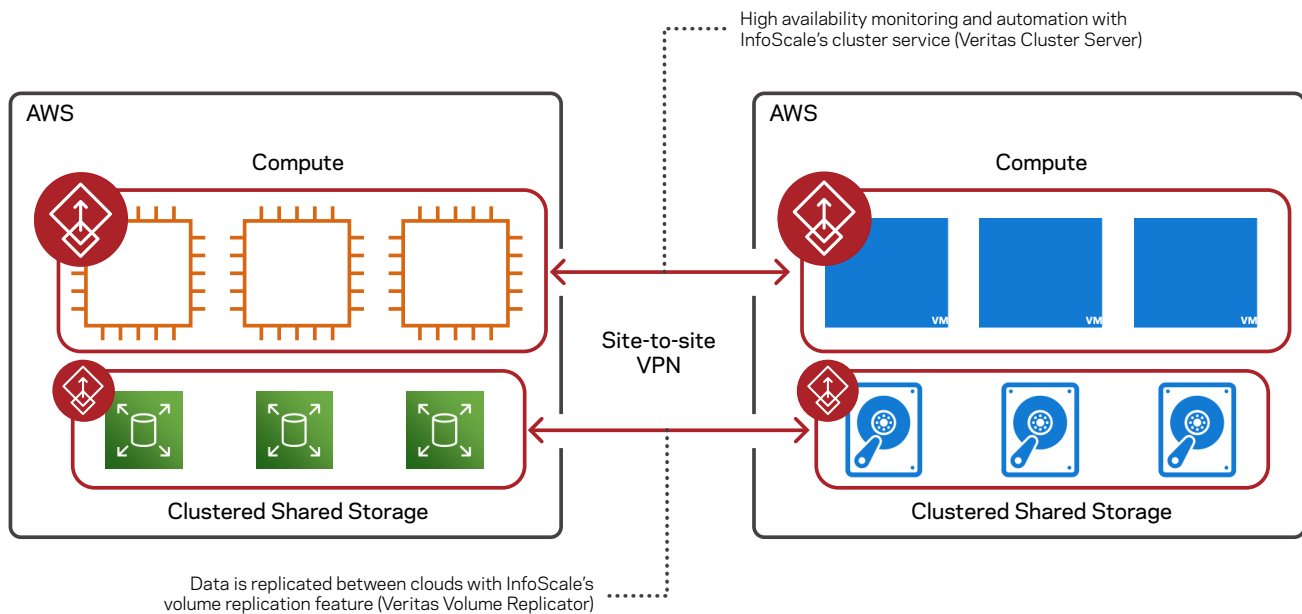 High availability monitoring and automation with
InfoScale's cluster service (Veritas Cluster Server)
AWS
Compute
AWS
Compute
VM
VM
VM
Site-to-site
VPN
Clustered Shared Storage
Clustered Shared Storage
Data is replicated between clouds with InfoScale's
volume replication feature (Veritas Volume Replicator)